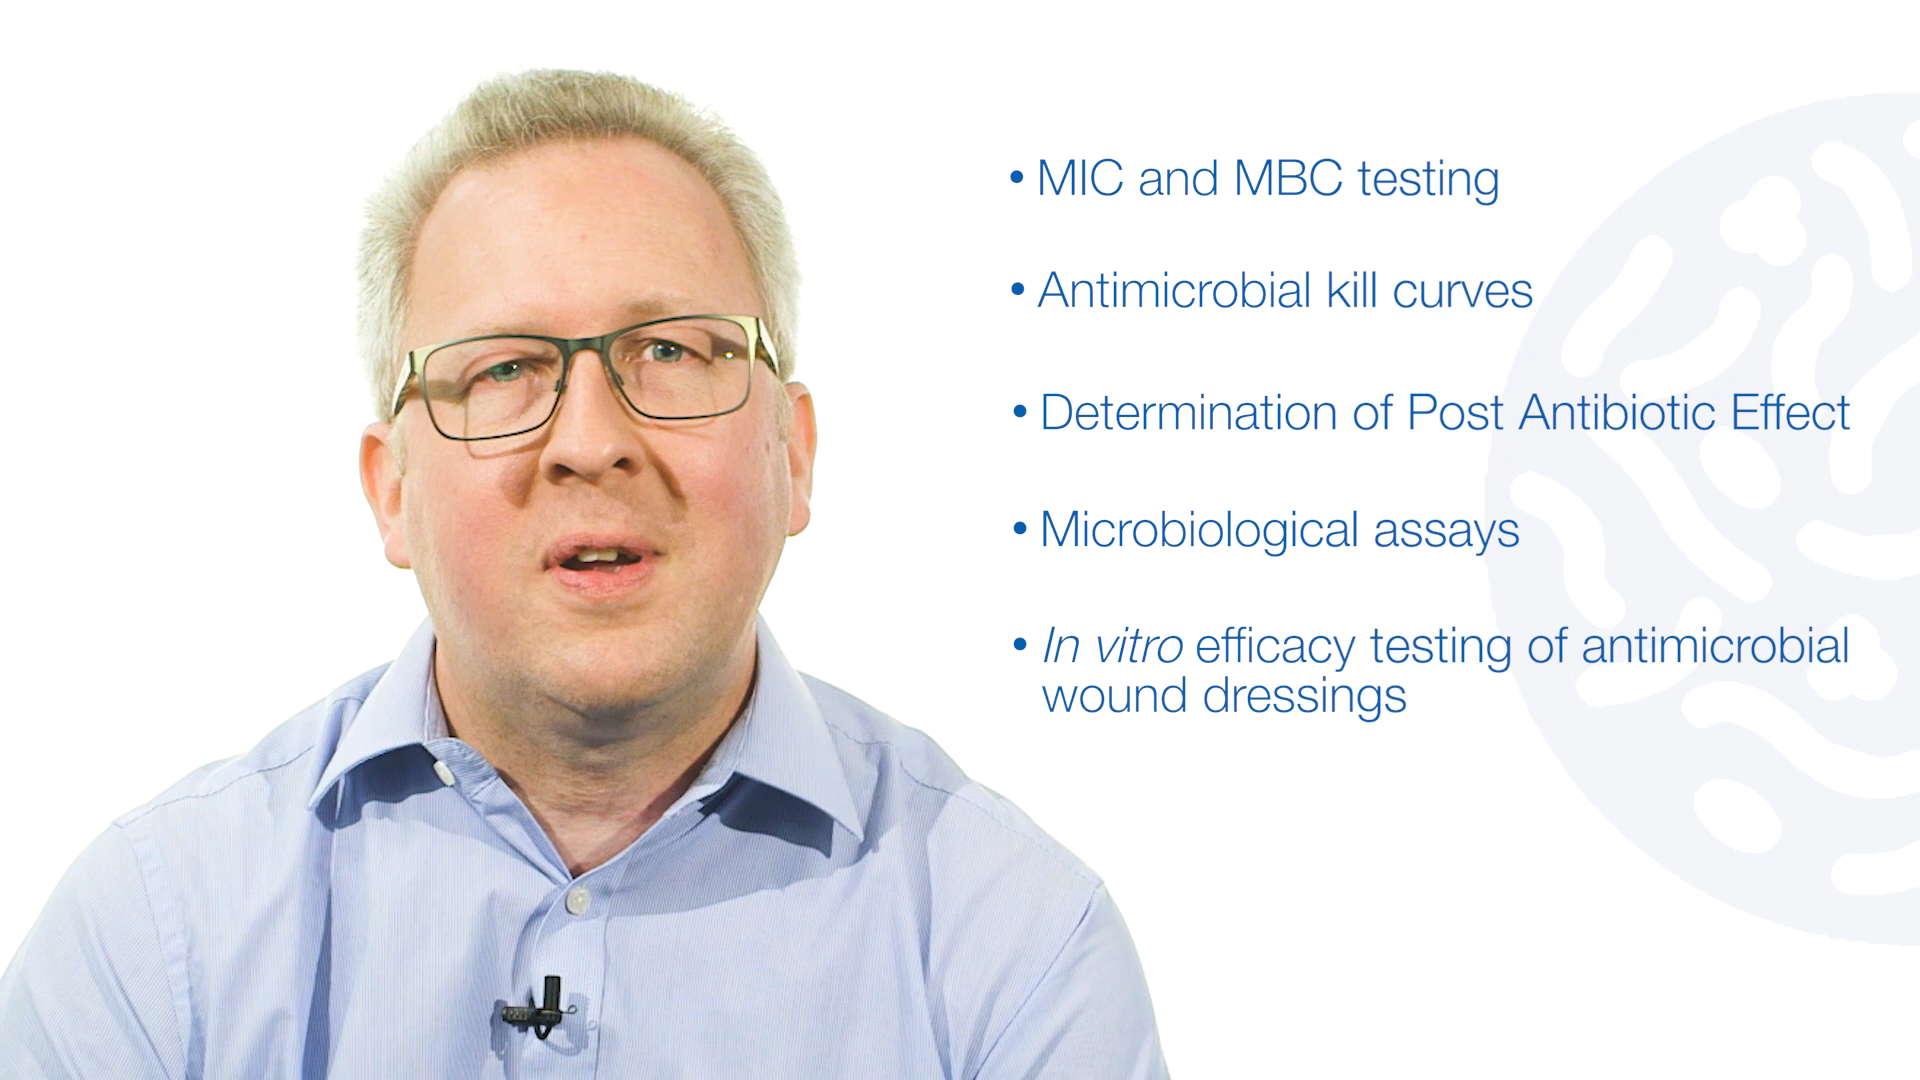 • MIC and MBC testing
• Antimicrobial kill curves
• Determination of Post Antibiotic Effect
• Microbiological assays
• In vitro efficacy testing of antimicrobial
wound dressings